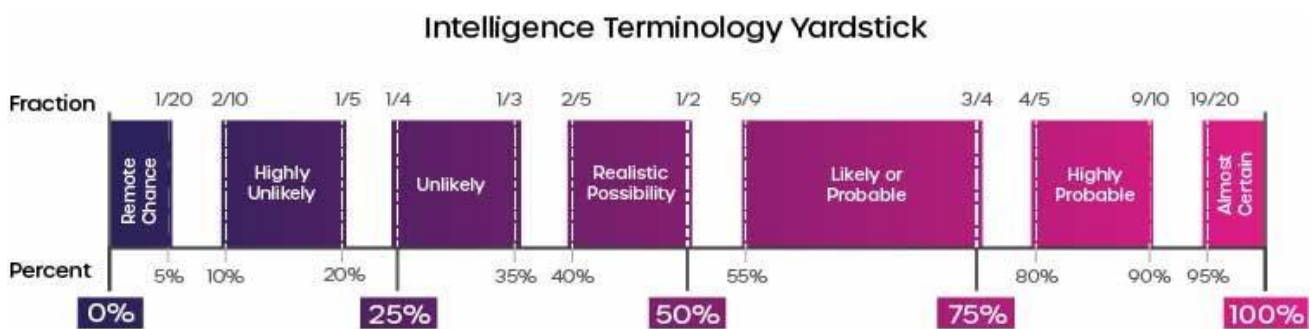 Intelligence Terminology Yardstick
Fraction 1/20 2/10 1/5 1/4 1/3 2/5 1/2 5/9 3/4 4/5 9/10 19/20
Remote
Chance
Highly
Unlikely
Unlikely
Realistic
Possibility
Likely or
Probable
Highly
Probable
Almost
Certain
Percent 5% 10% 20% 35% 40% 55% 80% 90% 95%
0% 25% 50% 75% 100%